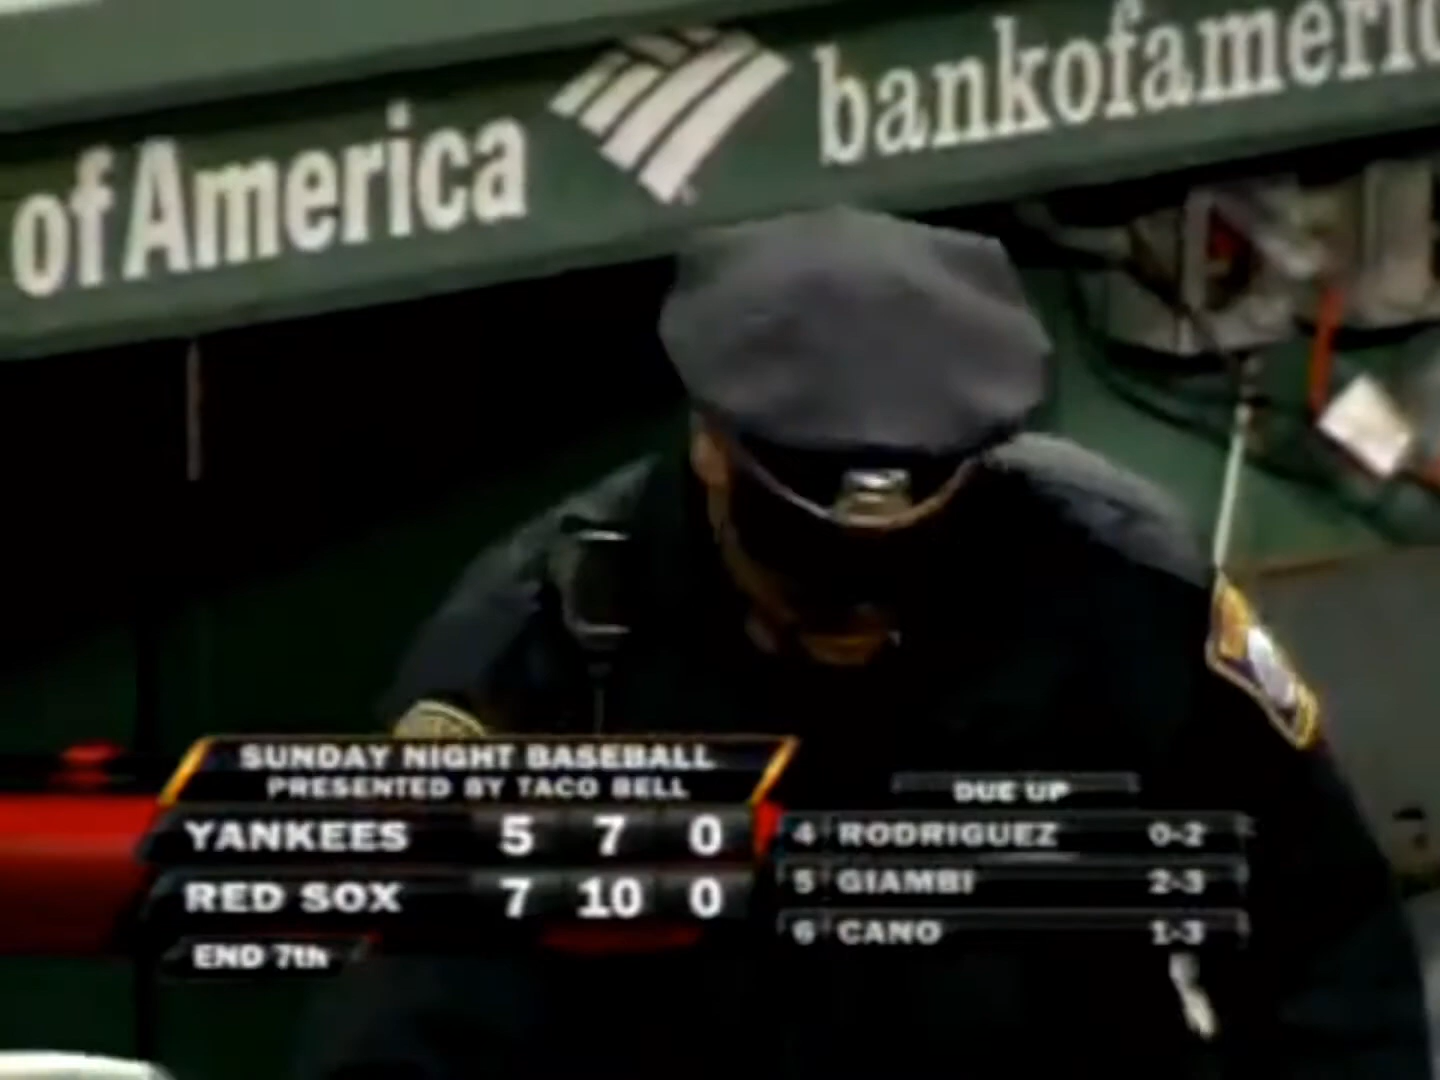 of America bankofameric
SUNDAY NIGHT BASEBALL
PRESENTED BY TACO BELL
YANKEES 5 7 0
RED SOX 7 10 0
END 7th
DUE UP
4 RODRIGUEZ 0-2
5 GIAMBI 2-3
6 CANO 1-3